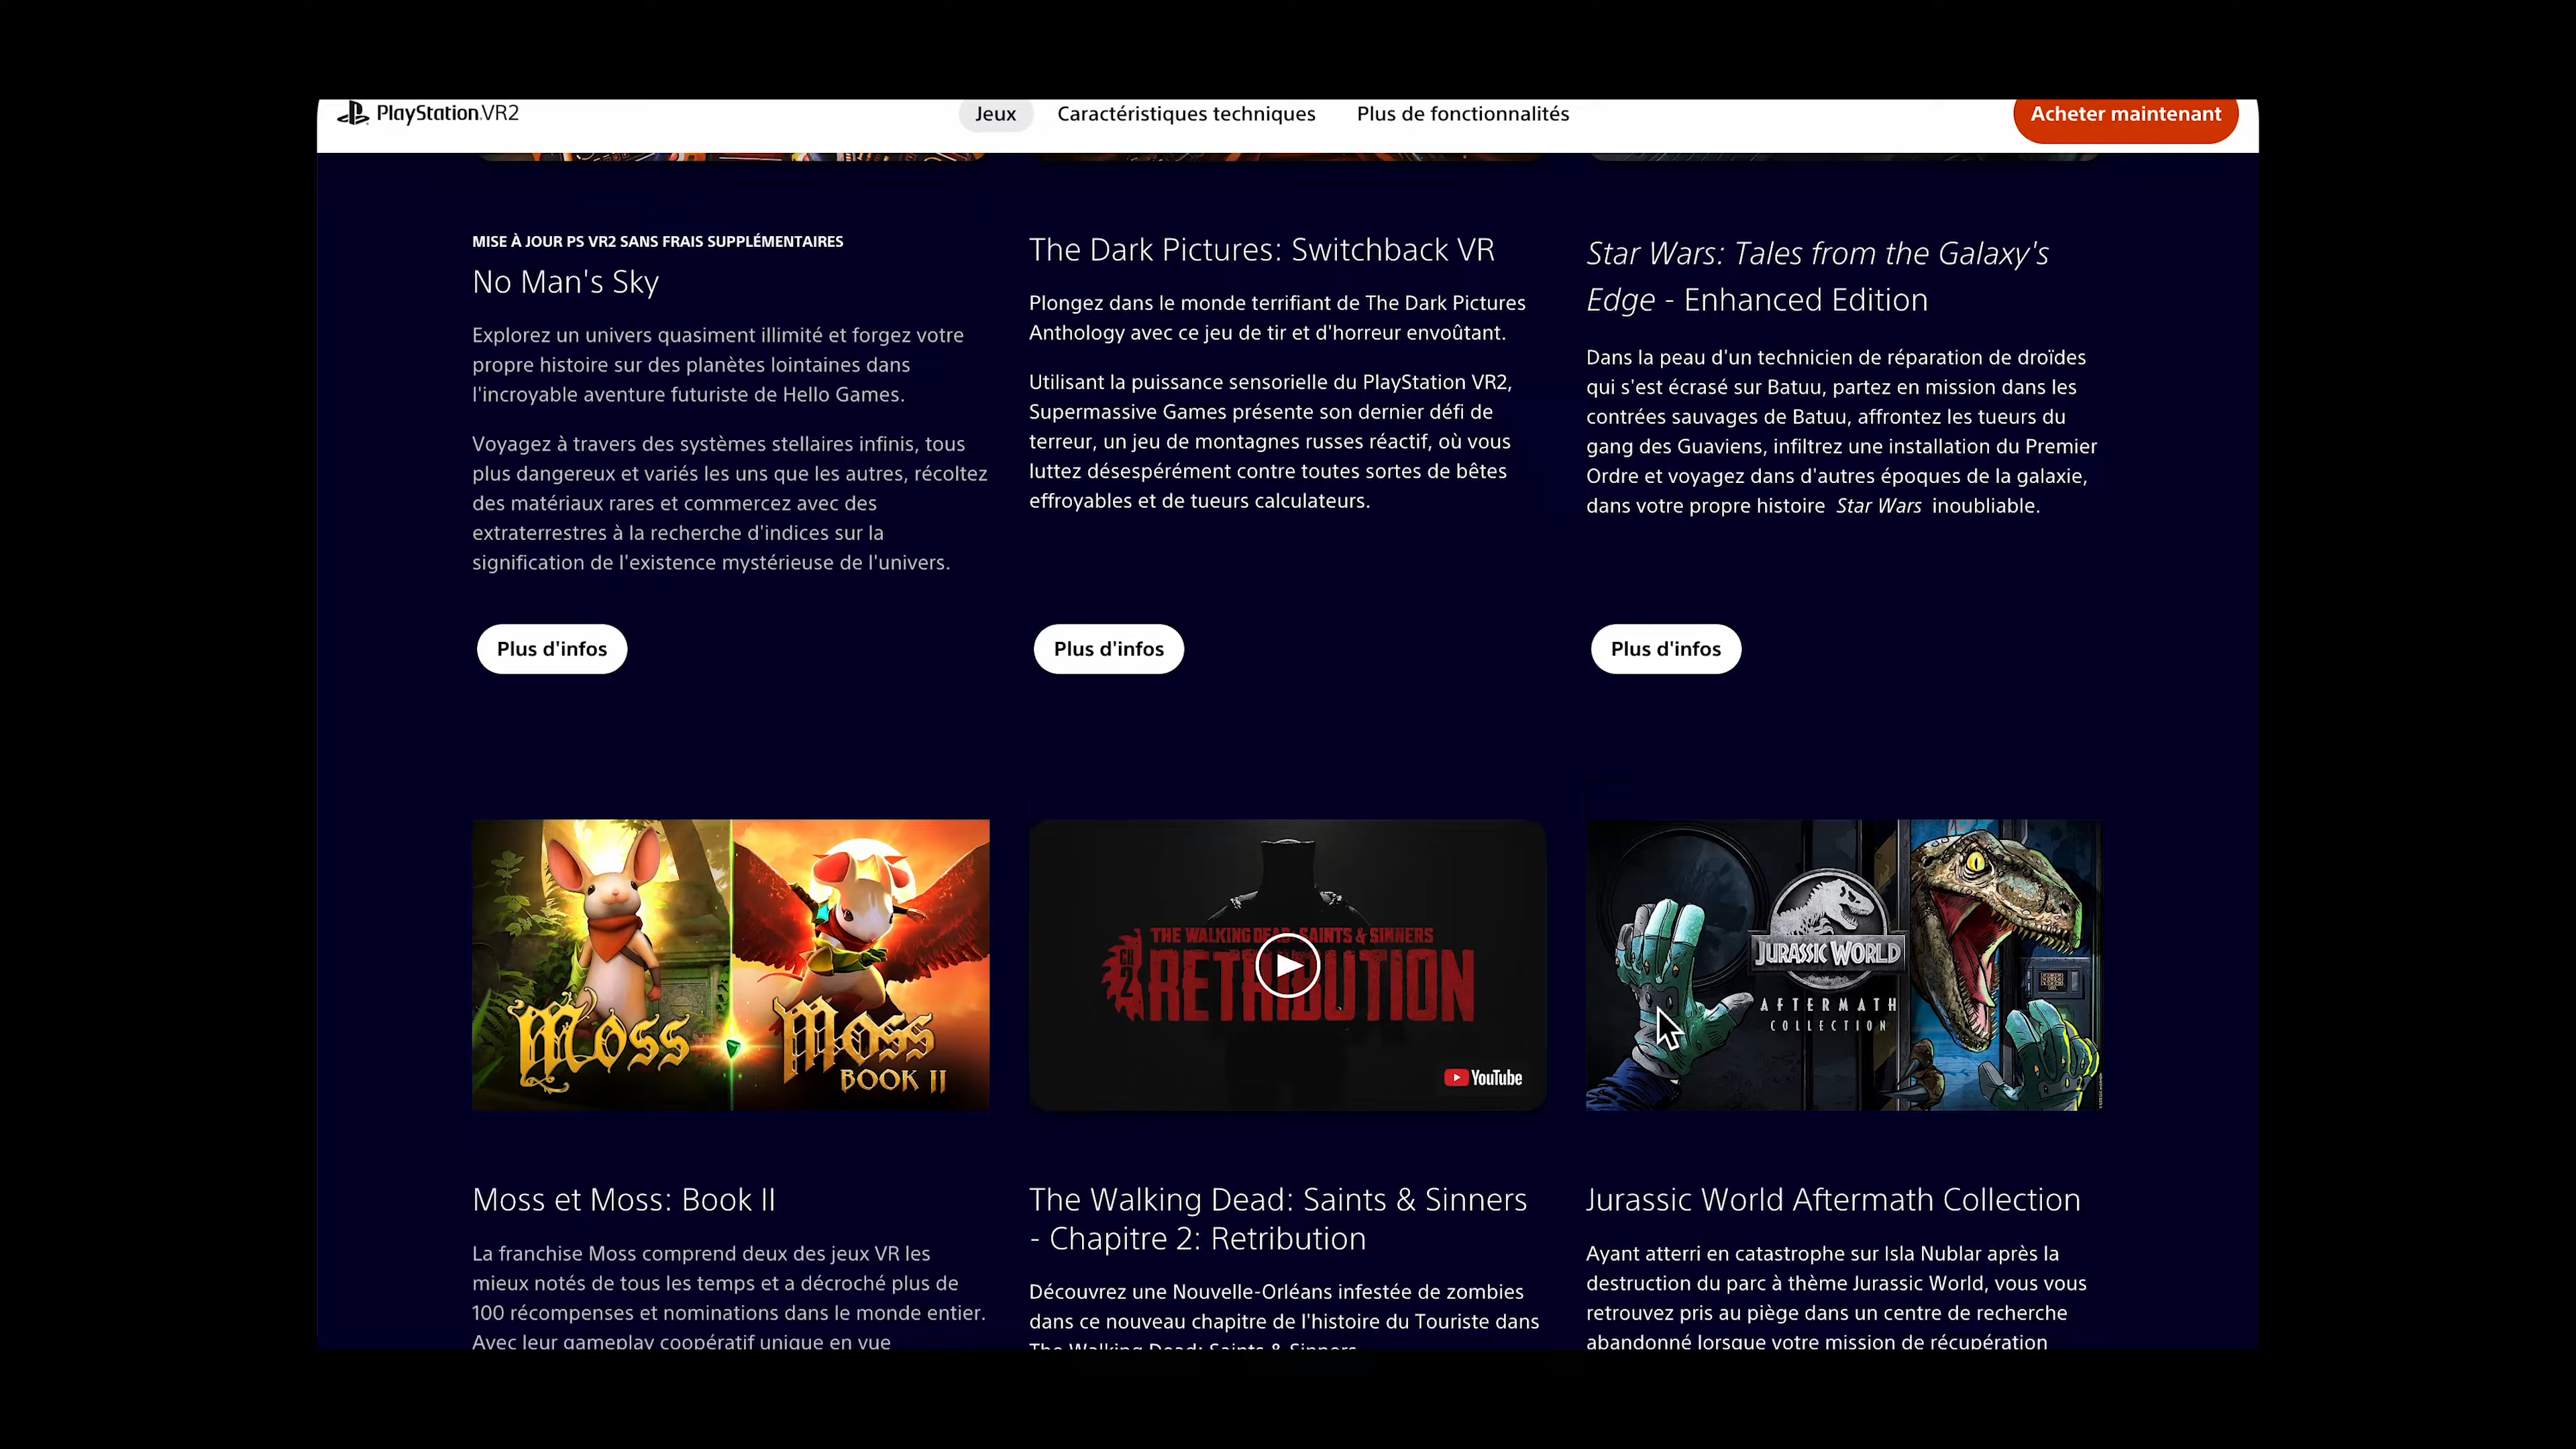 PlayStation VR2
Jeux
Caractéristiques techniques
Plus de fonctionnalités
Acheter maintenant
MISE À JOUR PS VR2 SANS FRAIS SUPPLÉMENTAIRES
No Man's Sky
Explorez un univers quasiment illimité et forgez votre
propre histoire sur des planètes lointaines dans
l'incroyable aventure futuriste de Hello Games.
Voyagez à travers des systèmes stellaires infinis, tous
plus dangereux et variés les uns que les autres, récoltez
des matériaux rares et commercez avec des
extraterrestres à la recherche d'indices sur la
signification de l'existence mystérieuse de l'univers.
Plus d'infos
The Dark Pictures: Switchback VR
Plongez dans le monde terrifiant de The Dark Pictures
Anthology avec ce jeu de tir et d'horreur envoûtant.
Utilisant la puissance sensorielle du PlayStation VR2,
Supermassive Games présente son dernier défi de
terreur, un jeu de montagnes russes réactif, où vous
luttez désespérément contre toutes sortes de bêtes
effroyables et de tueurs calculateurs.
Plus d'infos
Star Wars: Tales from the Galaxy's
Edge - Enhanced Edition
Dans la peau d'un technicien de réparation de droïdes
qui s'est écrasé sur Batuu, partez en mission dans les
contrées sauvages de Batuu, affrontez les tueurs du
gang des Guaviens, infiltrez une installation du Premier
Ordre et voyagez dans d'autres époques de la galaxie,
dans votre propre histoire Star Wars inoubliable.
Plus d'infos
Moss
Moss
BOOK II
Moss et Moss: Book II
La franchise Moss comprend deux des jeux VR les
mieux notés de tous les temps et a décroché plus de
100 récompenses et nominations dans le monde entier.
Avec leur gameplay coopératif unique en vue
THE WALKING DEAD: SAINTS & SINNERS
CH
2
RETRIBUTION
YouTube
The Walking Dead: Saints & Sinners
- Chapitre 2: Retribution
Découvrez une Nouvelle-Orléans infestée de zombies
dans ce nouveau chapitre de l'histoire du Touriste dans
The Walking Dead: Saints & Sinners
JURASSIC WORLD
AFTERMATH
COLLECTION
Jurassic World Aftermath Collection
Ayant atterri en catastrophe sur Isla Nublar après la
destruction du parc à thème Jurassic World, vous vous
retrouvez pris au piège dans un centre de recherche
abandonné lorsque votre mission de récupération